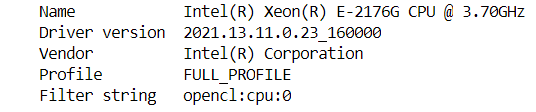 Name Intel(R) Xeon(R) E-2176G CPU @ 3.70GHz
Driver version 2021.13.11.0.23_160000
Vendor Intel(R) Corporation
Profile FULL_PROFILE
Filter string opencl:cpu:0